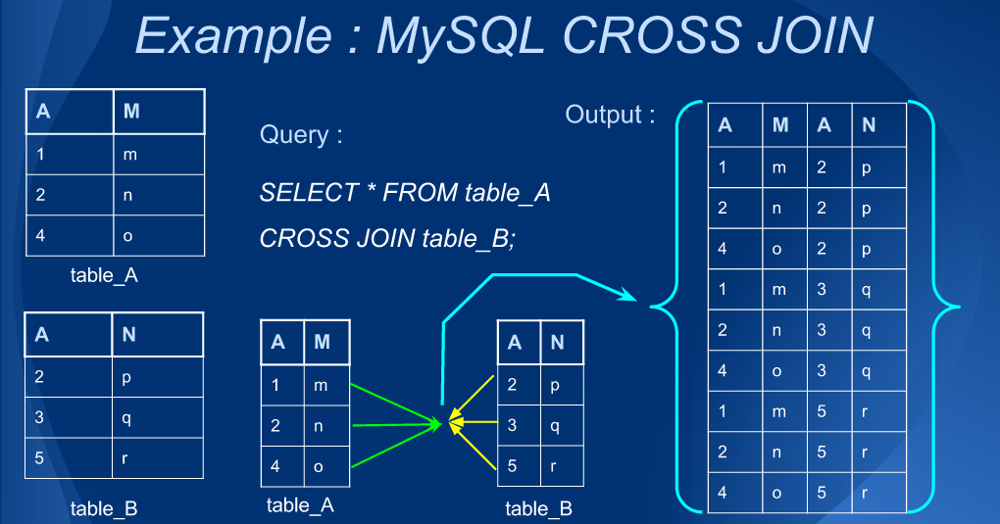 Example : MySQL CROSS JOIN
A M
1 m
2 n
4 o
table_A
A N
2 p
3 q
5 r
table_B
Query :
SELECT * FROM table_A
CROSS JOIN table_B;
A M
1 m
2 n
4 o
table_A
A N
2 p
3 q
5 r
table_B
Output :
A M A N
1 m 2 p
2 n 2 p
4 o 2 p
1 m 3 q
2 n 3 q
4 o 3 q
1 m 5 r
2 n 5 r
4 o 5 r